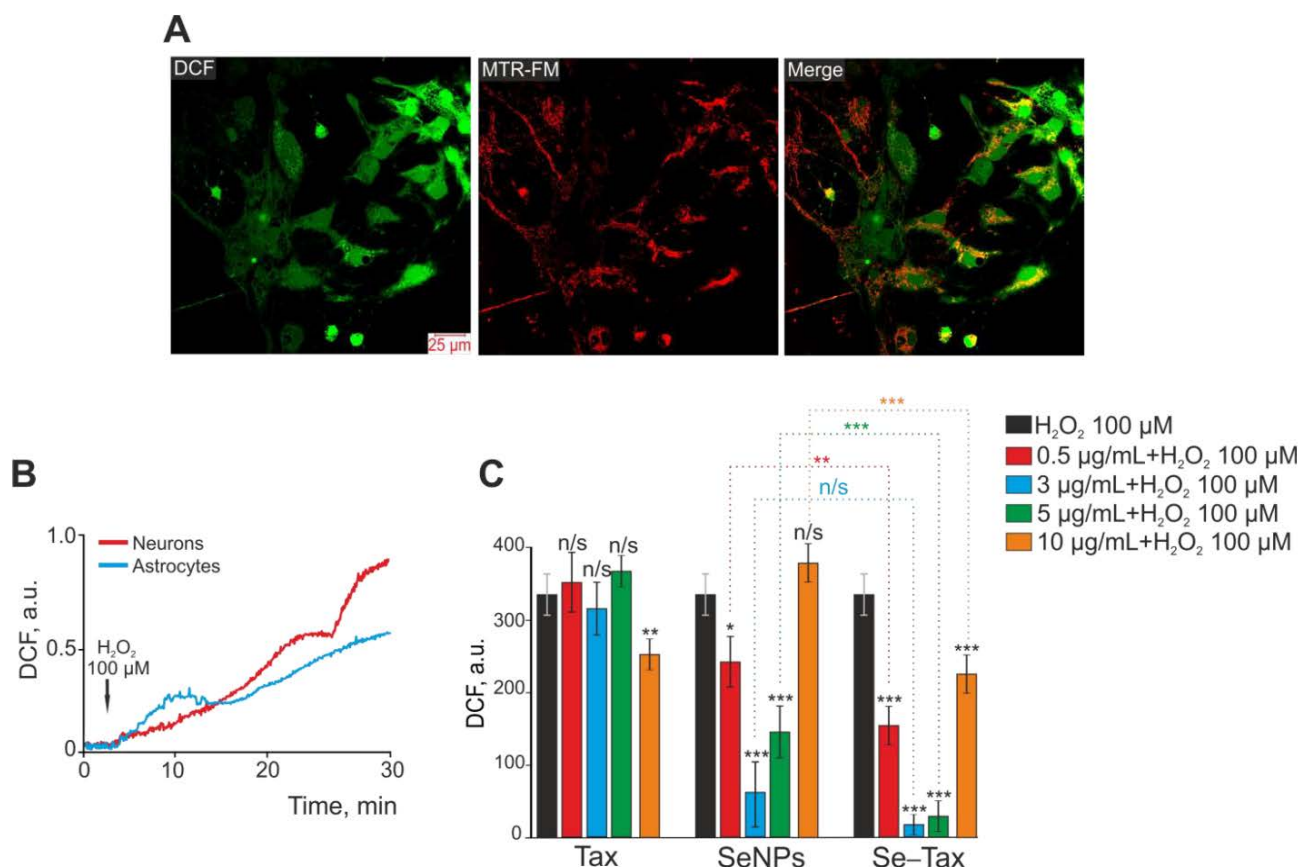 A
DCF
MTR-FM
Merge
25 µm
B
1.0
0.5
0
DCF, a.u.
Neurons
Astrocytes
H₂O₂
100 µM
0
10
20
30
Time, min
C
H₂O₂ 100 µM
0.5 µg/mL+H₂O₂ 100 µM
3 µg/mL+H₂O₂ 100 µM
5 µg/mL+H₂O₂ 100 µM
10 µg/mL+H₂O₂ 100 µM
***
***
**
n/s
400
300
200
100
0
DCF, a.u.
n/s
n/s
n/s
**
*
***
***
n/s
***
***
***
***
Tax
SeNPs
Se–Tax